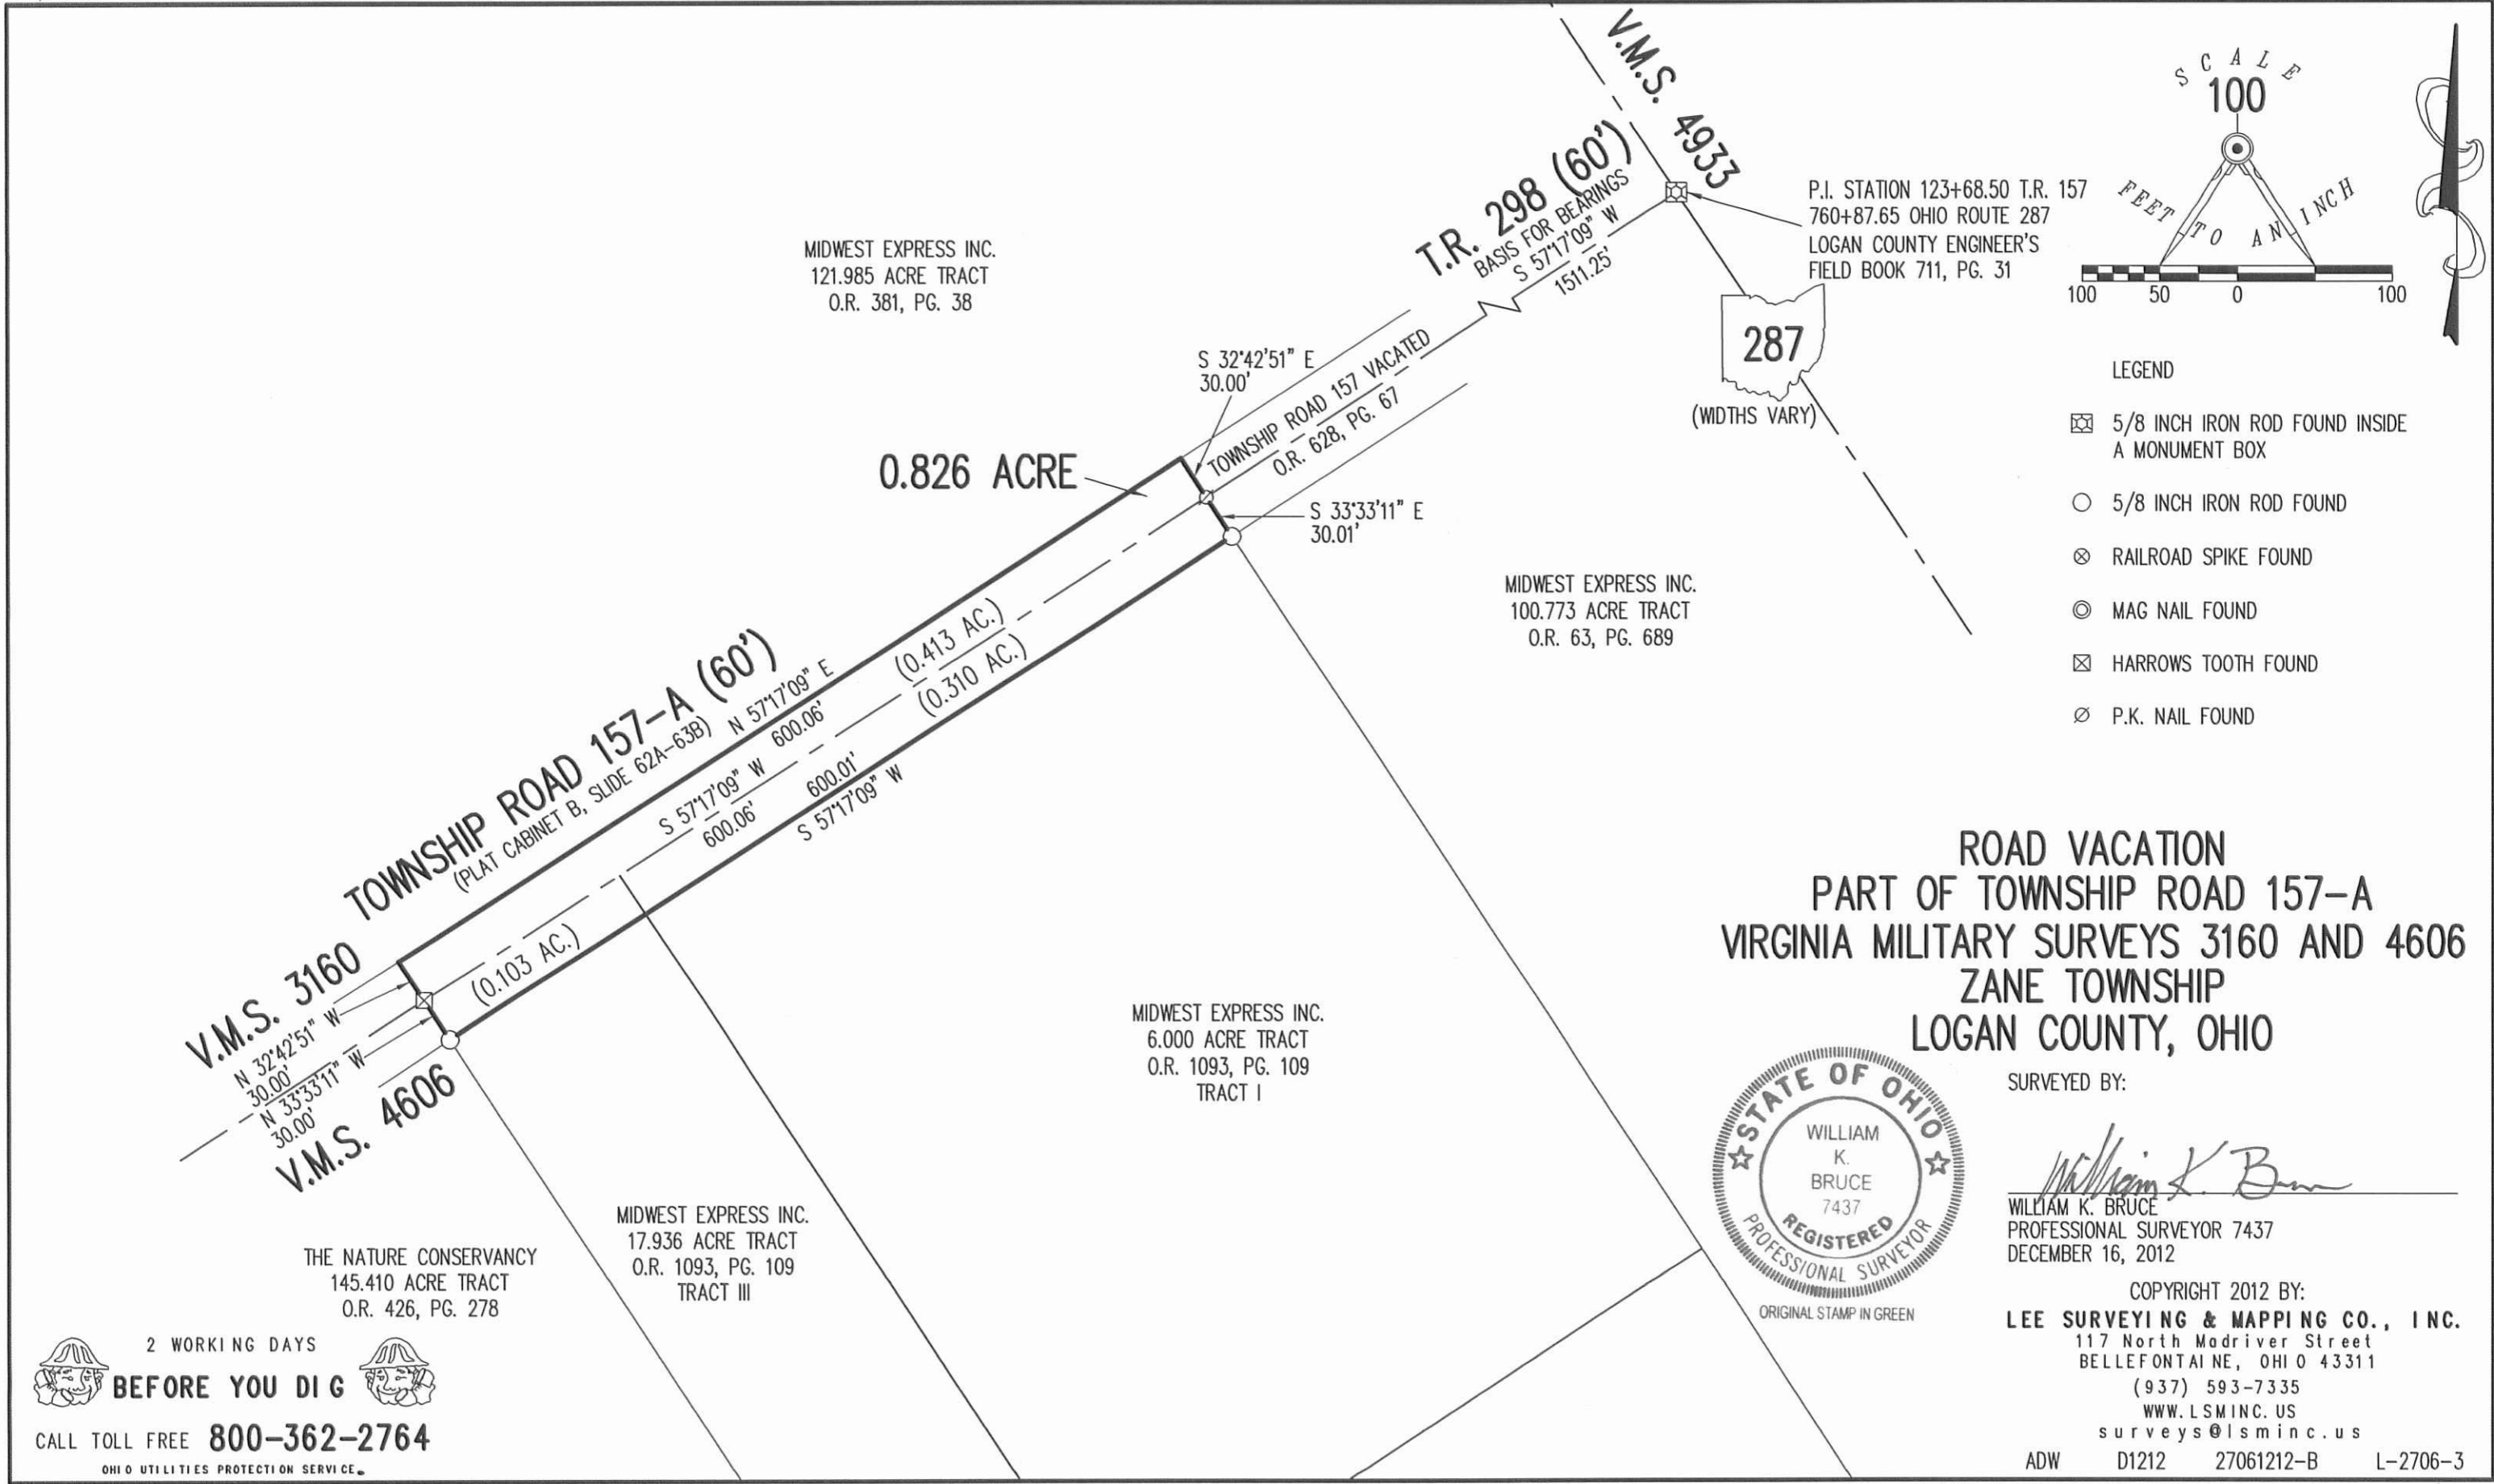 V.M.S. 4933
T.R. 298 (60')
BASIS FOR BEARINGS
S 57°17'09" W
1511.25'
P.I. STATION 123+68.50 T.R. 157
760+87.65 OHIO ROUTE 287
LOGAN COUNTY ENGINEER'S
FIELD BOOK 711, PG. 31
SCALE
100
FEET TO AN INCH
100 50 0 100
287
(WIDTHS VARY)
MIDWEST EXPRESS INC.
121.985 ACRE TRACT
O.R. 381, PG. 38
S 32°42'51" E
30.00'
TOWNSHIP ROAD 157 VACATED
O.R. 628, PG. 67
0.826 ACRE
S 33°33'11" E
30.01'
MIDWEST EXPRESS INC.
100.773 ACRE TRACT
O.R. 63, PG. 689
LEGEND
5/8 INCH IRON ROD FOUND INSIDE
A MONUMENT BOX
5/8 INCH IRON ROD FOUND
RAILROAD SPIKE FOUND
MAG NAIL FOUND
HARROWS TOOTH FOUND
P.K. NAIL FOUND
TOWNSHIP ROAD 157-A (60')
(PLAT CABINET B, SLIDE 62A-63B)
N 57°17'09" E
600.06'
(0.413 AC.)
(0.310 AC.)
S 57°17'09" W
600.06'
600.01'
S 57°17'09" W
(0.103 AC.)
V.M.S. 3160
N 32°42'51" W
30.00'
N 33°33'11" W
30.00'
V.M.S. 4606
MIDWEST EXPRESS INC.
6.000 ACRE TRACT
O.R. 1093, PG. 109
TRACT I
MIDWEST EXPRESS INC.
17.936 ACRE TRACT
O.R. 1093, PG. 109
TRACT III
THE NATURE CONSERVANCY
145.410 ACRE TRACT
O.R. 426, PG. 278
2 WORKING DAYS
BEFORE YOU DIG
CALL TOLL FREE 800-362-2764
OHIO UTILITIES PROTECTION SERVICE.
ROAD VACATION
PART OF TOWNSHIP ROAD 157-A
VIRGINIA MILITARY SURVEYS 3160 AND 4606
ZANE TOWNSHIP
LOGAN COUNTY, OHIO
STATE OF OHIO
WILLIAM
K.
BRUCE
7437
REGISTERED
PROFESSIONAL SURVEYOR
ORIGINAL STAMP IN GREEN
SURVEYED BY:
William K. Bruce
WILLIAM K. BRUCE
PROFESSIONAL SURVEYOR 7437
DECEMBER 16, 2012
COPYRIGHT 2012 BY:
LEE SURVEYING & MAPPING CO., INC.
117 North Madriver Street
BELLEFONTAINE, OHIO 43311
(937) 593-7335
WWW.LSMINC.US
surveys@lsminc.us
ADW D1212 27061212-B L-2706-3